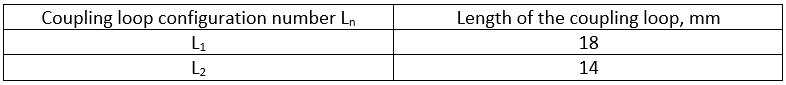 Coupling loop configuration number Lₙ Length of the coupling loop, mm
L₁ 18
L₂ 14